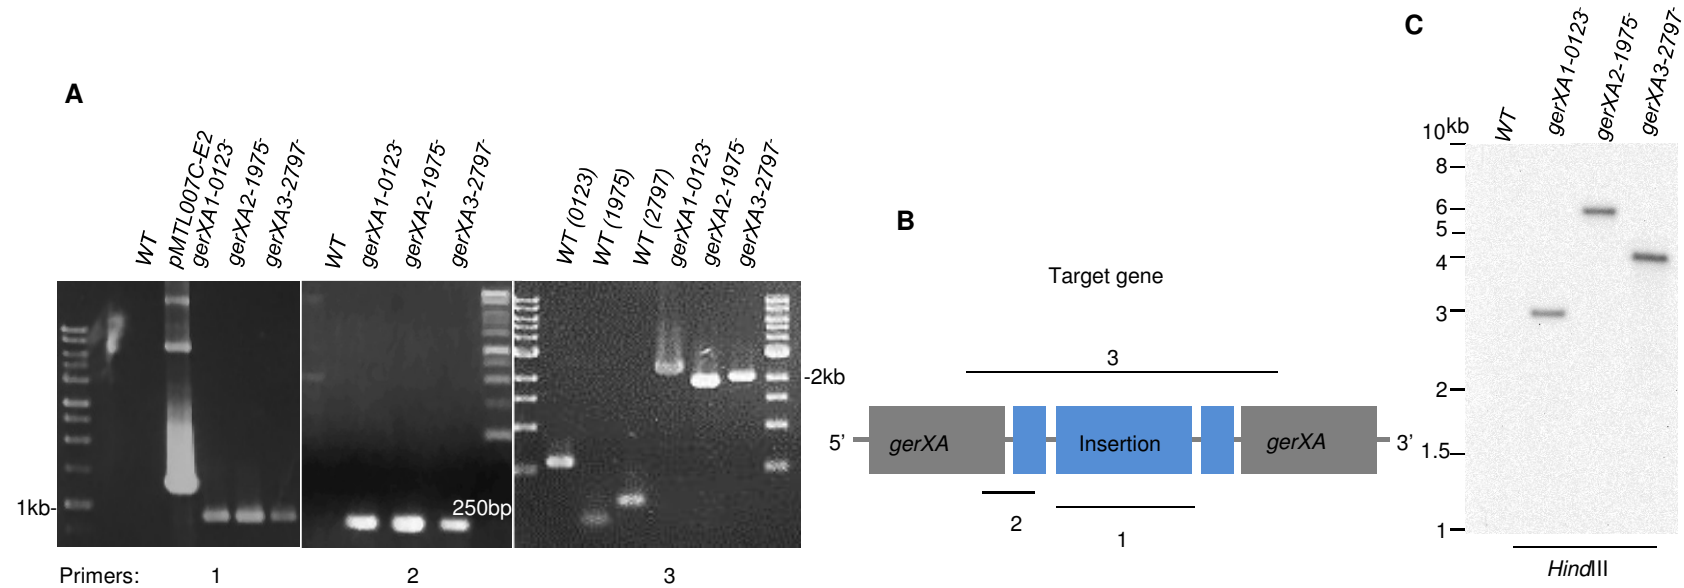 A
WT
pMTL007C-E2
gerXA1-0123-
gerXA2-1975-
gerXA3-2797-
WT
gerXA1-0123-
gerXA2-1975-
gerXA3-2797-
WT (0123)
WT (1975)
WT (2797)
gerXA1-0123-
gerXA2-1975-
gerXA3-2797-
1kb-
250bp
-2kb
Primers: 1 2 3
B
Target gene
3
5’ gerXA Insertion gerXA 3’
2
1
C
WT
gerXA1-0123-
gerXA2-1975-
gerXA3-2797-
10kb
8
6
5
4
3
2
1.5
1
HindIII